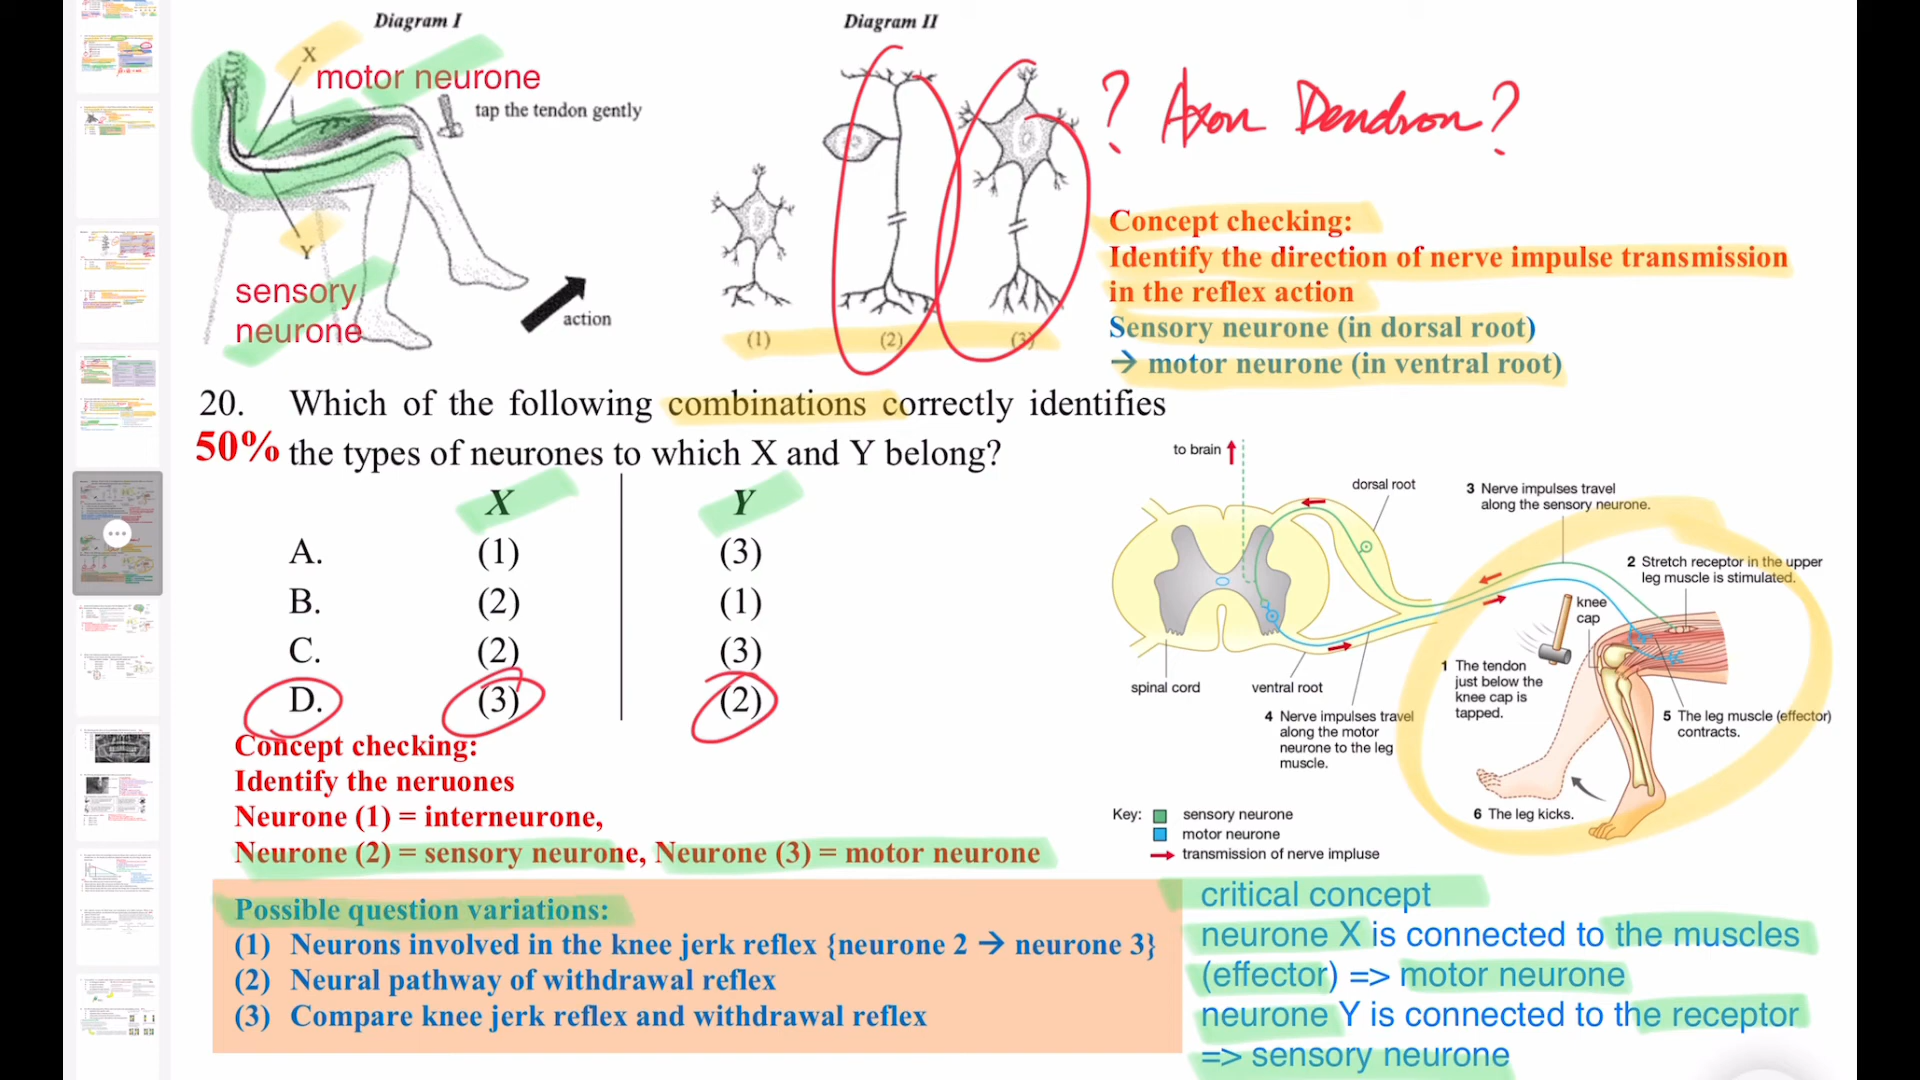 Diagram I
Diagram II
X
motor neurone
tap the tendon gently
? Axon Dendron?
Y
sensory
neurone
action
(1)
(2)
(3)
Concept checking:
Identify the direction of nerve impulse transmission
in the reflex action
Sensory neurone (in dorsal root)
→ motor neurone (in ventral root)
20. Which of the following combinations correctly identifies
50% the types of neurones to which X and Y belong?
X Y
A. (1) (3)
B. (2) (1)
C. (2) (3)
D. (3) (2)
Concept checking:
Identify the neruones
Neurone (1) = interneurone,
Neurone (2) = sensory neurone, Neurone (3) = motor neurone
to brain
dorsal root
3 Nerve impulses travel
along the sensory neurone.
2 Stretch receptor in the upper
leg muscle is stimulated.
knee
cap
1 The tendon
just below the
knee cap is
tapped.
spinal cord
ventral root
4 Nerve impulses travel
along the motor
neurone to the leg
muscle.
5 The leg muscle (effector)
contracts.
6 The leg kicks.
Key: sensory neurone
motor neurone
transmission of nerve impluse
Possible question variations:
(1) Neurons involved in the knee jerk reflex {neurone 2 → neurone 3}
(2) Neural pathway of withdrawal reflex
(3) Compare knee jerk reflex and withdrawal reflex
critical concept
neurone X is connected to the muscles
(effector) => motor neurone
neurone Y is connected to the receptor
=> sensory neurone